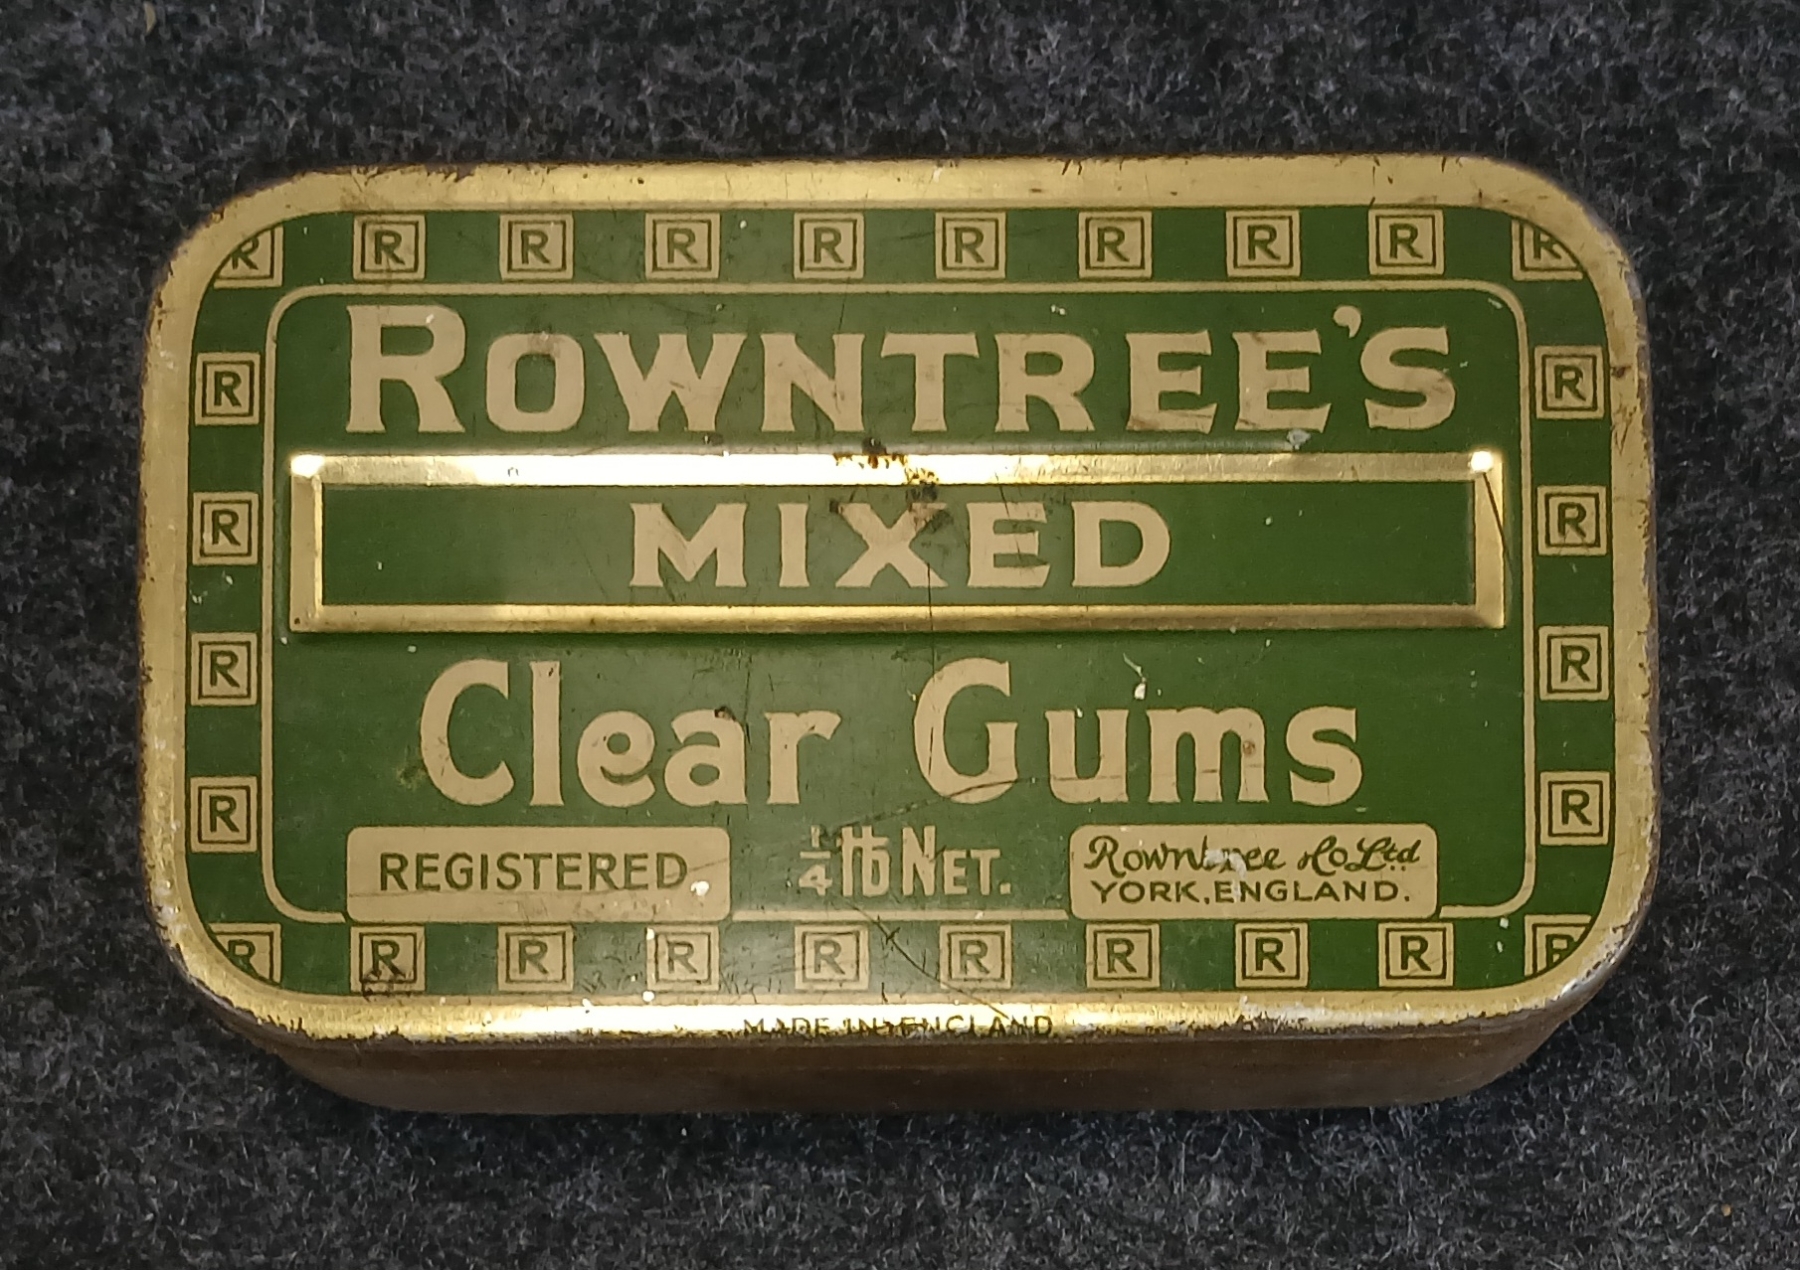 R R R R R R R R R R
ROWNTREE'S
R R
MIXED
R R
Clear Gums
R R
R R
REGISTERED
1/4 lb NET.
Rowntree & Co Ltd
YORK, ENGLAND.
R R R R R R R R R R
MADE IN ENGLAND